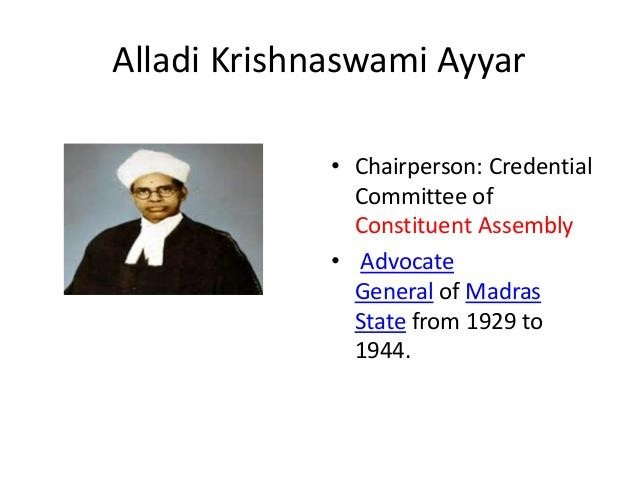 Alladi Krishnaswami Ayyar
• Chairperson: Credential
Committee of
Constituent Assembly
• Advocate
General of Madras
State from 1929 to
1944.